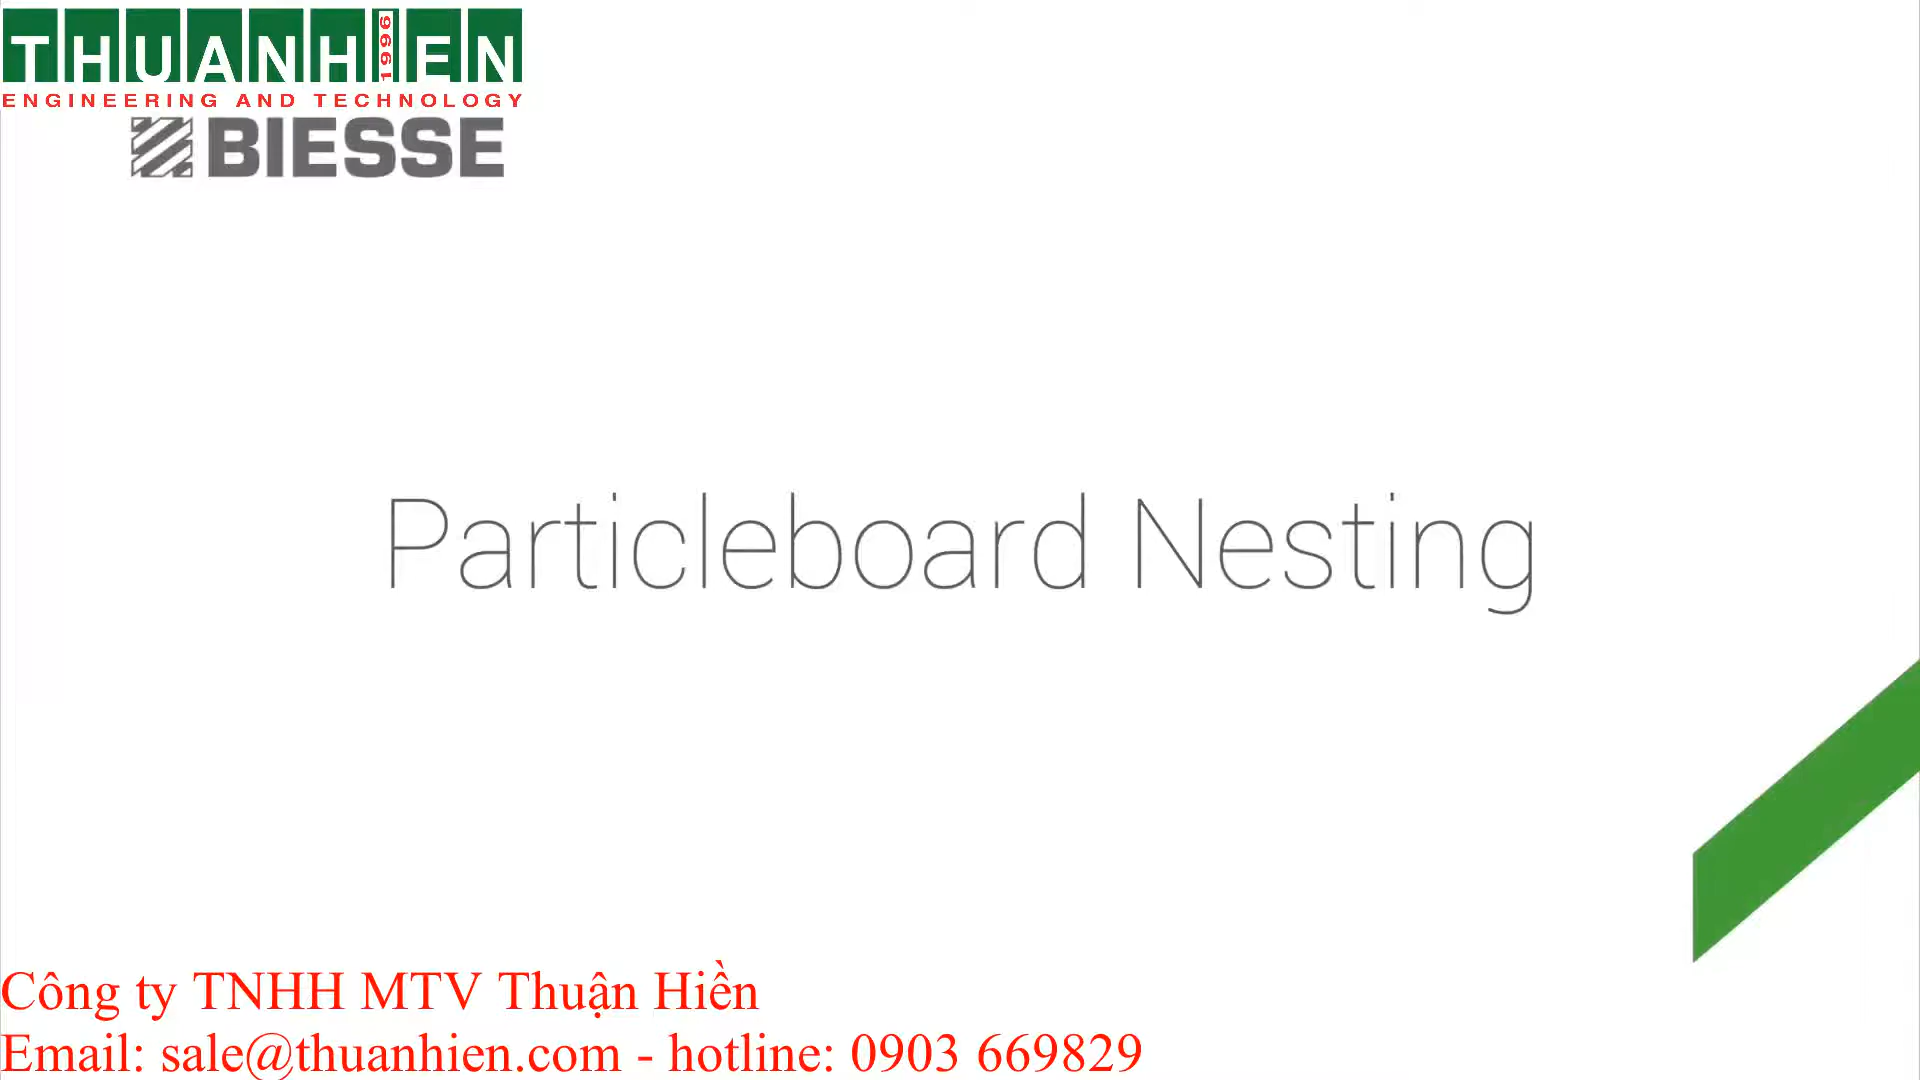 THUANHIEN
1996
ENGINEERING AND TECHNOLOGY
BIESSE
Particleboard Nesting
Công ty TNHH MTV Thuận Hiền
Email: sale@thuanhien.com - hotline: 0903 669829